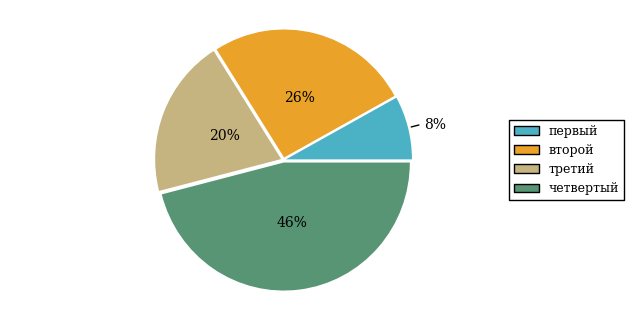 26%
8%
20%
46%
первый
второй
третий
четвертый